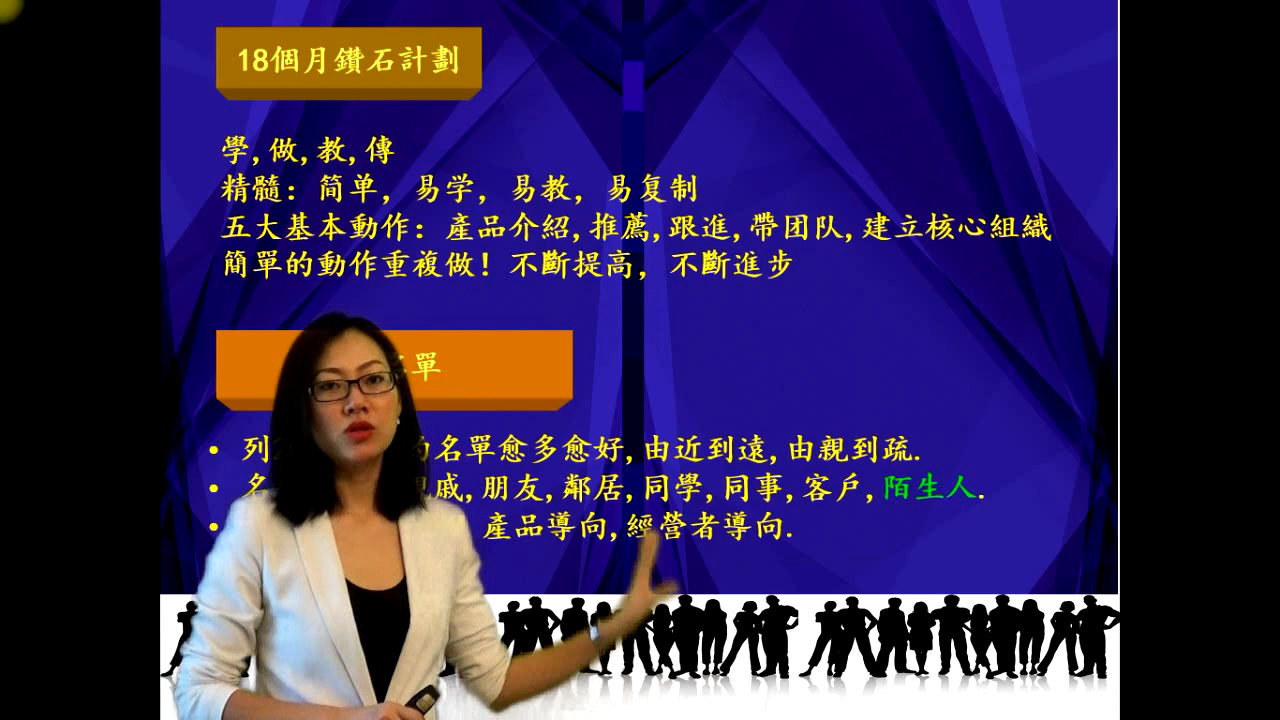 18個月鑽石計劃
學,做,教,傳
精髓：简单，易学，易教，易复制
五大基本動作：產品介紹,推薦,跟進,帶团队,建立核心組織
簡單的動作重複做！不斷提高，不斷進步
單
列 名單愈多愈好,由近到遠,由親到疏.
名 戚,朋友,鄰居,同學,同事,客戶,陌生人.
產品導向,經營者導向.